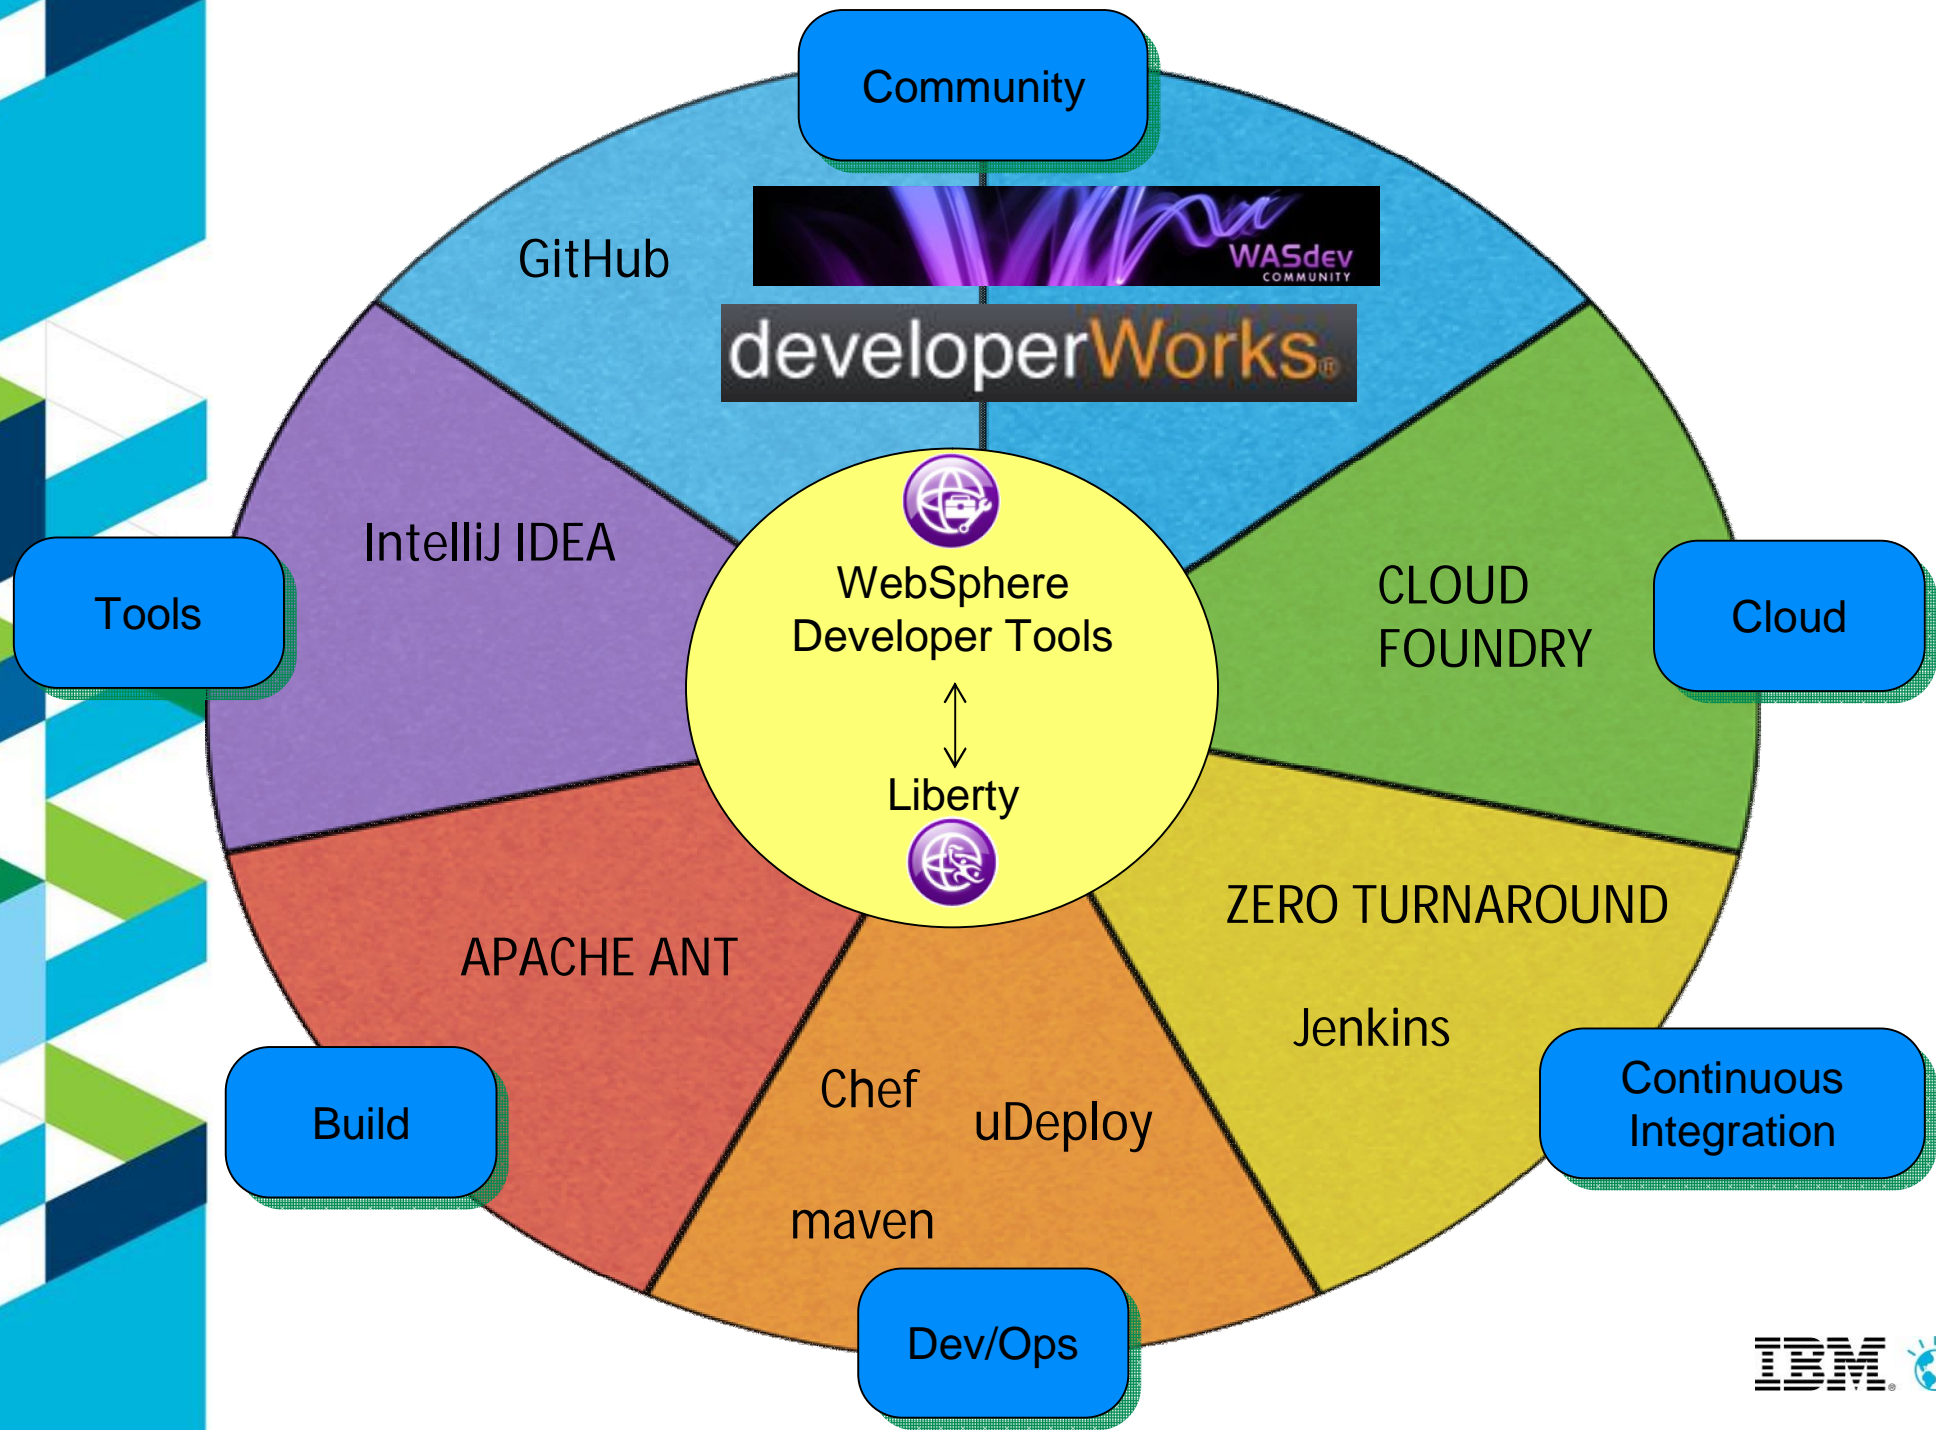 Community
GitHub
WASdev
COMMUNITY
developerWorks®
IntelliJ IDEA
Tools
WebSphere
Developer Tools
Liberty
CLOUD
FOUNDRY
Cloud
ZERO TURNAROUND
Jenkins
Continuous
Integration
APACHE ANT
Build
Chef
uDeploy
maven
Dev/Ops
IBM®